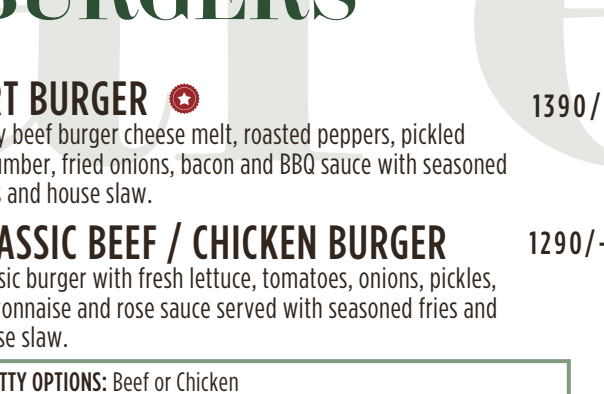 BURGERS
RT BURGER 1390/
y beef burger cheese melt, roasted peppers, pickled
umber, fried onions, bacon and BBQ sauce with seasoned
s and house slaw.
ASSIC BEEF / CHICKEN BURGER 1290/-
sic burger with fresh lettuce, tomatoes, onions, pickles,
onnaise and rose sauce served with seasoned fries and
se slaw.
TTY OPTIONS: Beef or Chicken